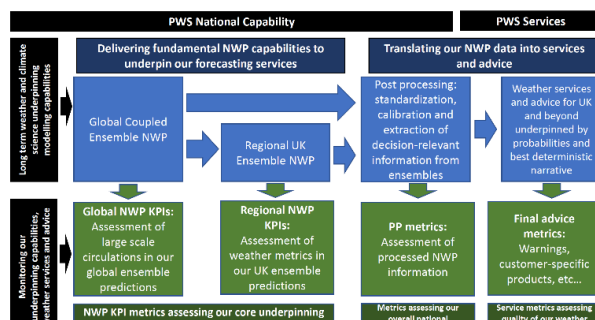 PWS National Capability
PWS Services
Long term weather and climate
science underpinning
modelling capabilities
Delivering fundamental NWP capabilities to
underpin our forecasting services
Translating our NWP data into services
and advice
Global Coupled
Ensemble NWP
Regional UK
Ensemble NWP
Post processing:
standardization,
calibration and
extraction of
decision-relevant
information from
ensembles
Weather services
and advice for UK
and beyond
underpinned by
probabilities and
best deterministic
narrative
Monitoring our
underpinning capabilities,
weather services and advice
Global NWP KPIs:
Assessment of
large scale
circulations in our
global ensemble
predictions
Regional NWP
KPIs:
Assessment of
weather metrics in
our UK ensemble
predictions
PP metrics:
Assessment of
processed NWP
information
Final advice
metrics:
Warnings,
customer-specific
products, etc...
NWP KPI metrics assessing our core underpinning
Metrics assessing our
overall national
Service metrics assessing
quality of our weather